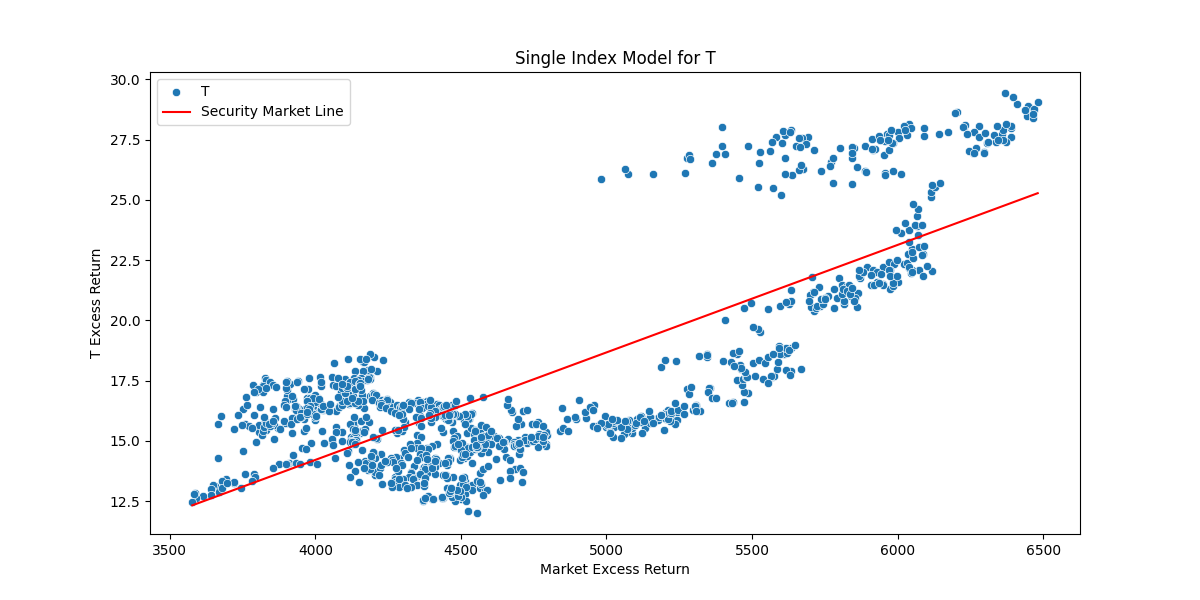 Single Index Model for T
T
Security Market Line
T Excess Return
30.0
27.5
25.0
22.5
20.0
17.5
15.0
12.5
3500 4000 4500 5000 5500 6000 6500
Market Excess Return